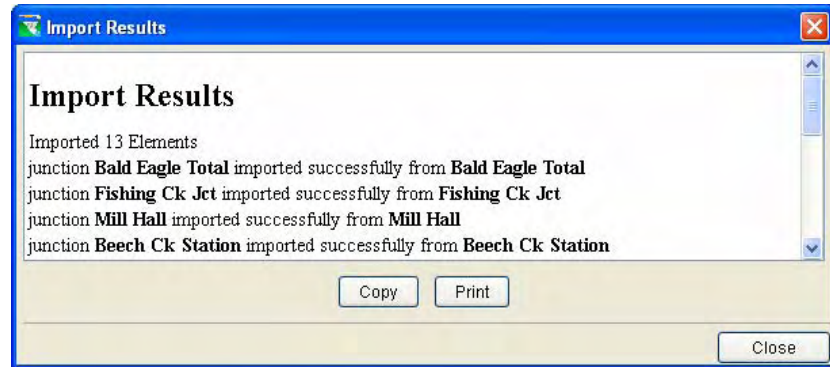 Import Results
Import Results
Imported 13 Elements
junction Bald Eagle Total imported successfully from Bald Eagle Total
junction Fishing Ck Jct imported successfully from Fishing Ck Jct
junction Mill Hall imported successfully from Mill Hall
junction Beech Ck Station imported successfully from Beech Ck Station
Copy Print
Close